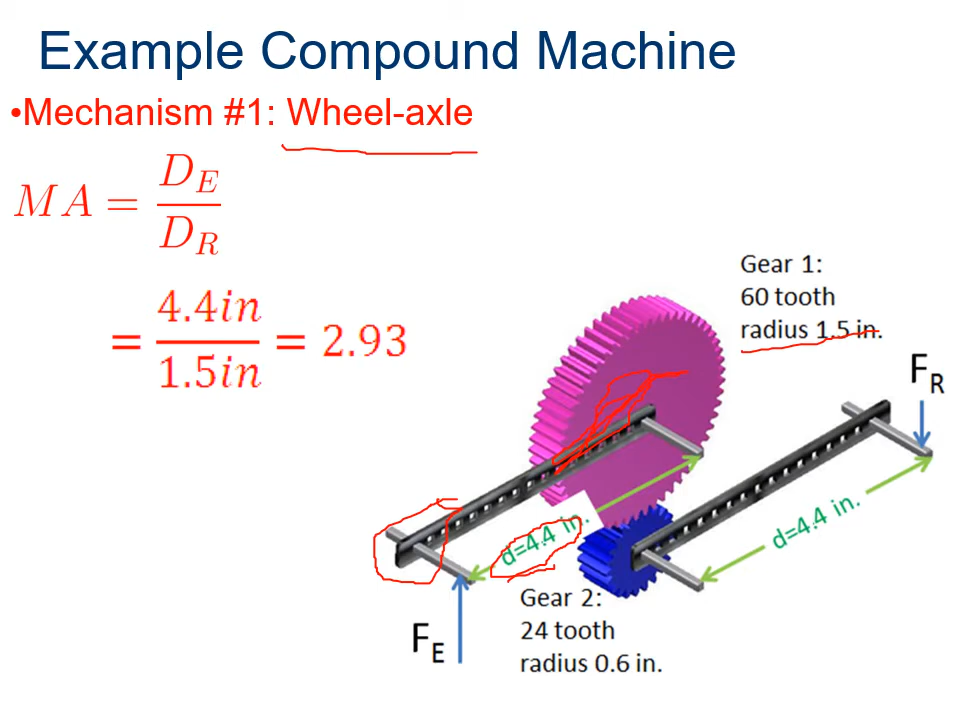 Example Compound Machine
•Mechanism #1: Wheel-axle
MA = D_E / D_R
= 4.4in / 1.5in = 2.93
Gear 1:
60 tooth
radius 1.5 in.
F_R
d=4.4 in.
d=4.4 in.
Gear 2:
24 tooth
radius 0.6 in.
F_E